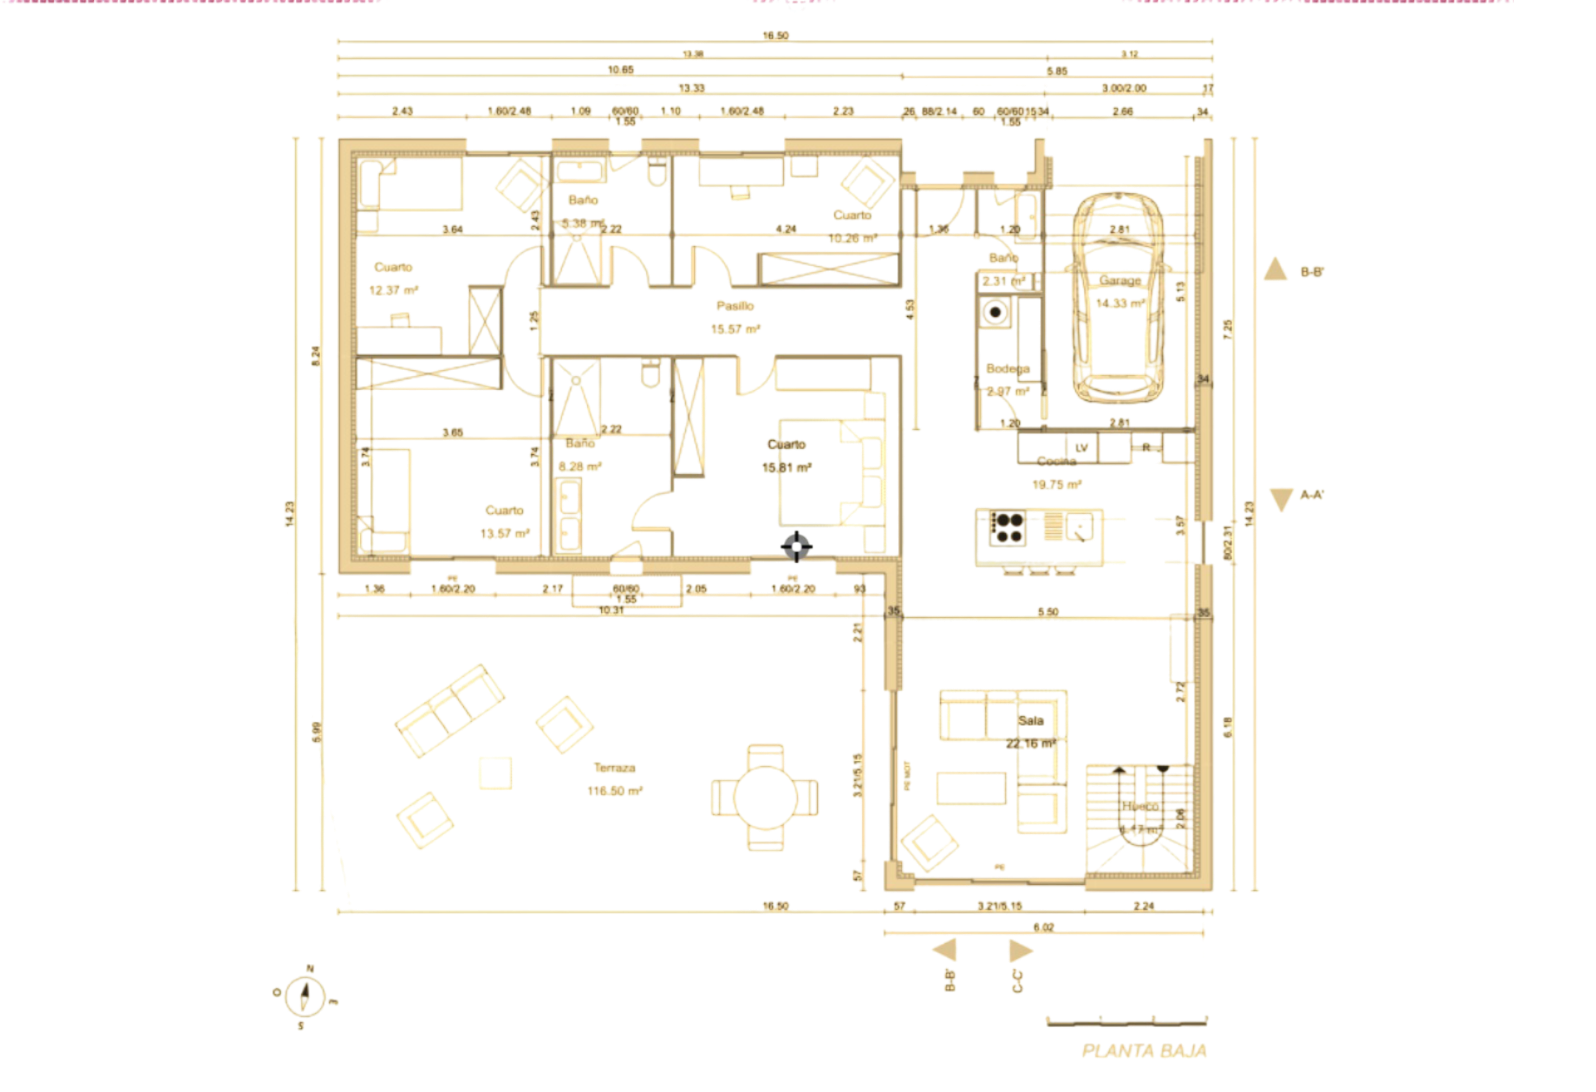 16.50
13.38 3.12
10.65 5.85
13.33 3.00/2.00 17
2.43 1.60/2.48 1.09 60/60 1.10 1.60/2.48 2.23 26 88/2.14 60 60/60 15 34 2.66 34
1.55 1.55
Baño
5.38 m²
2.43
3.64 2.22 4.24 1.36 1.20 2.81
Cuarto
10.26 m²
Cuarto
12.37 m²
Baño
2.31 m²
Garage
14.33 m²
5.13
B-B'
Pasillo
15.57 m²
1.25
4.53
8.24
7.25
Bodega
2.97 m²
34
1.20 2.81
3.65 2.22
3.74 3.74
Baño
8.28 m²
Cuarto
15.81 m²
LV R
Cocina
19.75 m²
A-A'
14.23 14.23
Cuarto
13.57 m²
3.57
80/2.31
PE PE
1.36 1.60/2.20 2.17 60/60 2.05 1.60/2.20 93
1.55
10.31
35 5.50 35
2.21
2.72
5.99
6.18
Sala
22.16 m²
Terraza
116.50 m²
3.21/5.15
PE MOT
Hueco
2.06
57
PE
16.50 57 3.21/5.15 2.24
6.02
B-B' C-C'
N
O E
S
PLANTA BAJA